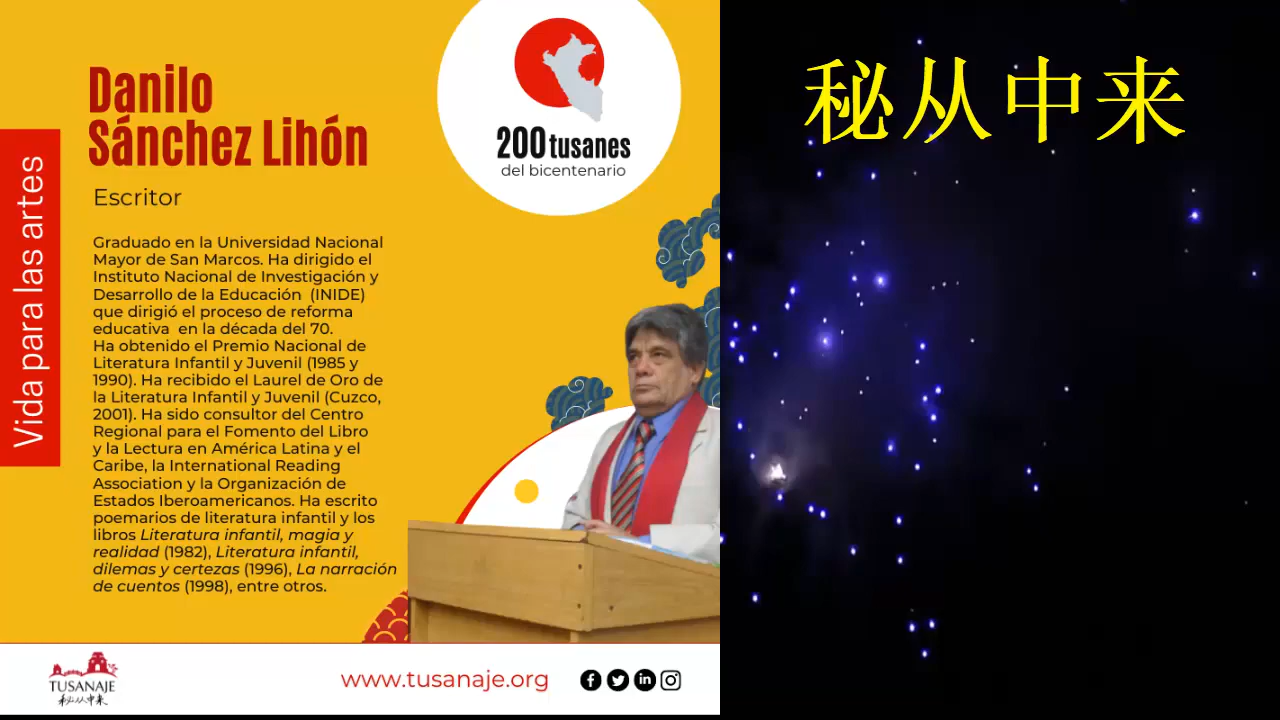 Danilo
Sánchez Lihón
Escritor
Vida para las artes
Graduado en la Universidad Nacional
Mayor de San Marcos. Ha dirigido el
Instituto Nacional de Investigación y
Desarrollo de la Educación (INIDE)
que dirigió el proceso de reforma
educativa en la década del 70.
Ha obtenido el Premio Nacional de
Literatura Infantil y Juvenil (1985 y
1990). Ha recibido el Laurel de Oro de
la Literatura Infantil y Juvenil (Cuzco,
2001). Ha sido consultor del Centro
Regional para el Fomento del Libro
y la Lectura en América Latina y el
Caribe, la International Reading
Association y la Organización de
Estados Iberoamericanos. Ha escrito
poemarios de literatura infantil y los
libros Literatura infantil, magia y
realidad (1982), Literatura infantil,
dilemas y certezas (1996), La narración
de cuentos (1998), entre otros.
200 tusanes
del bicentenario
TUSANAJE
秘从中来
www.tusanaje.org
秘从中来